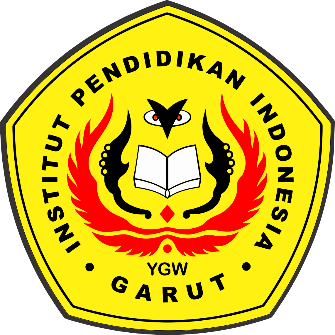 INSTITUT PENDIDIKAN INDONESIA
YGW
• GARUT •